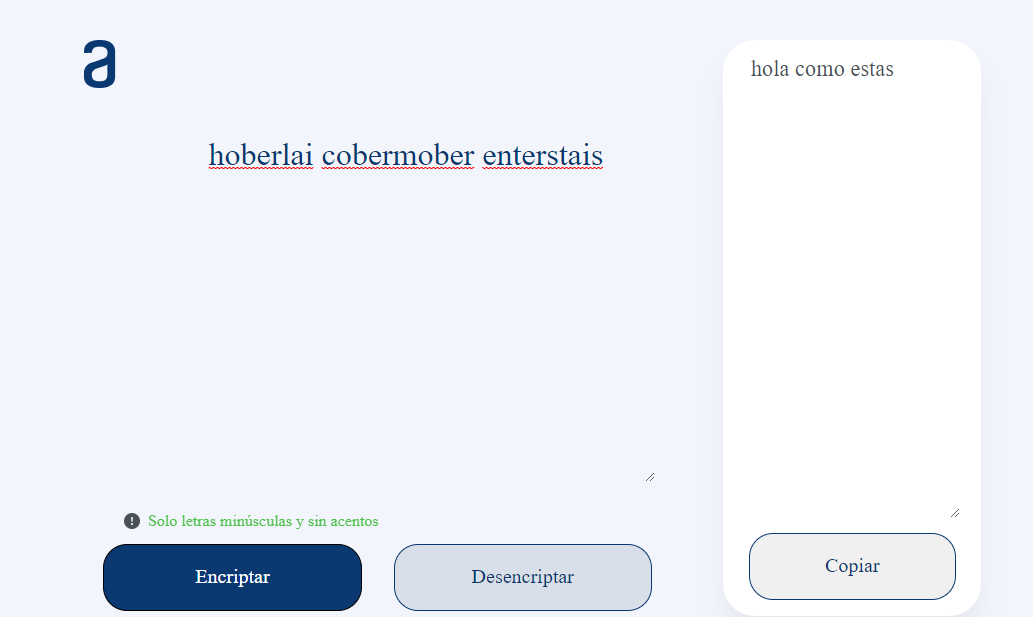 a
hoberlai cobermober enterstais
Solo letras minúsculas y sin acentos
Encriptar
Desencriptar
hola como estas
Copiar